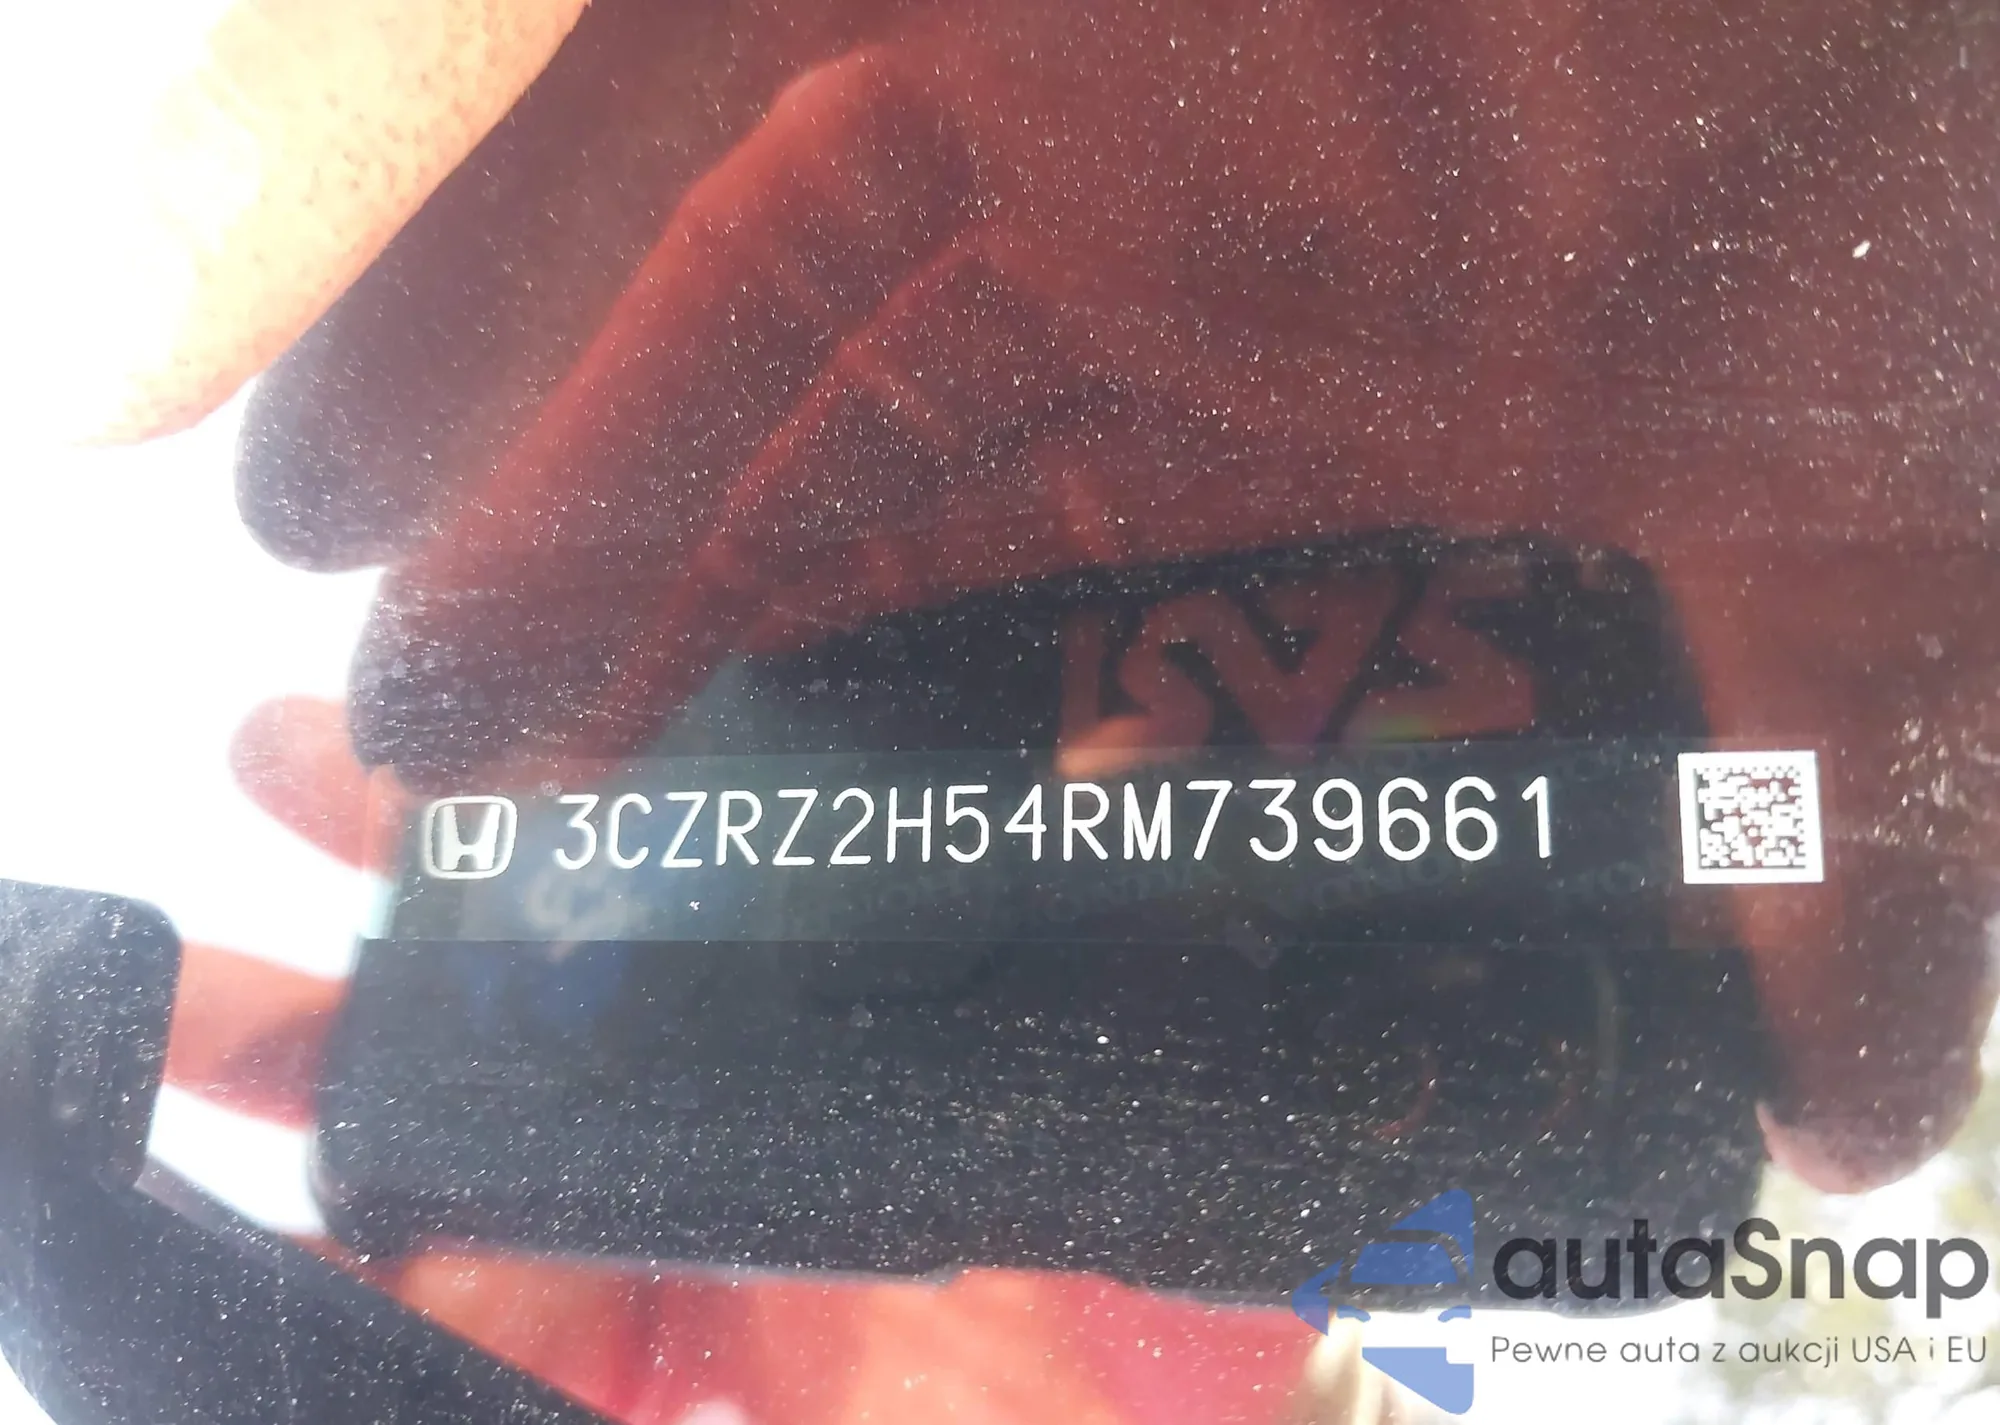 3CZRZ2H54RM739661
autaSnap
Pewne auta z aukcji USA i EU